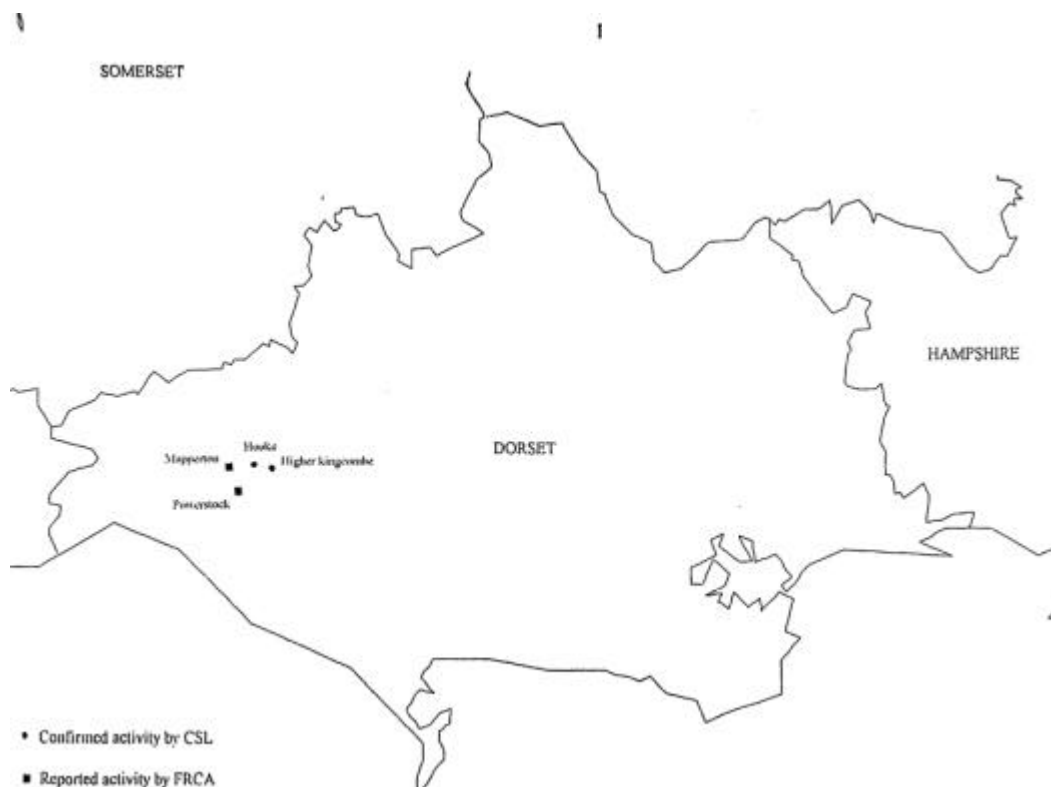 SOMERSET
HAMPSHIRE
DORSET
Hooke
Mapperton
Higher kingcombe
Powerstock
Confirmed activity by CSL
Reported activity by FRCA